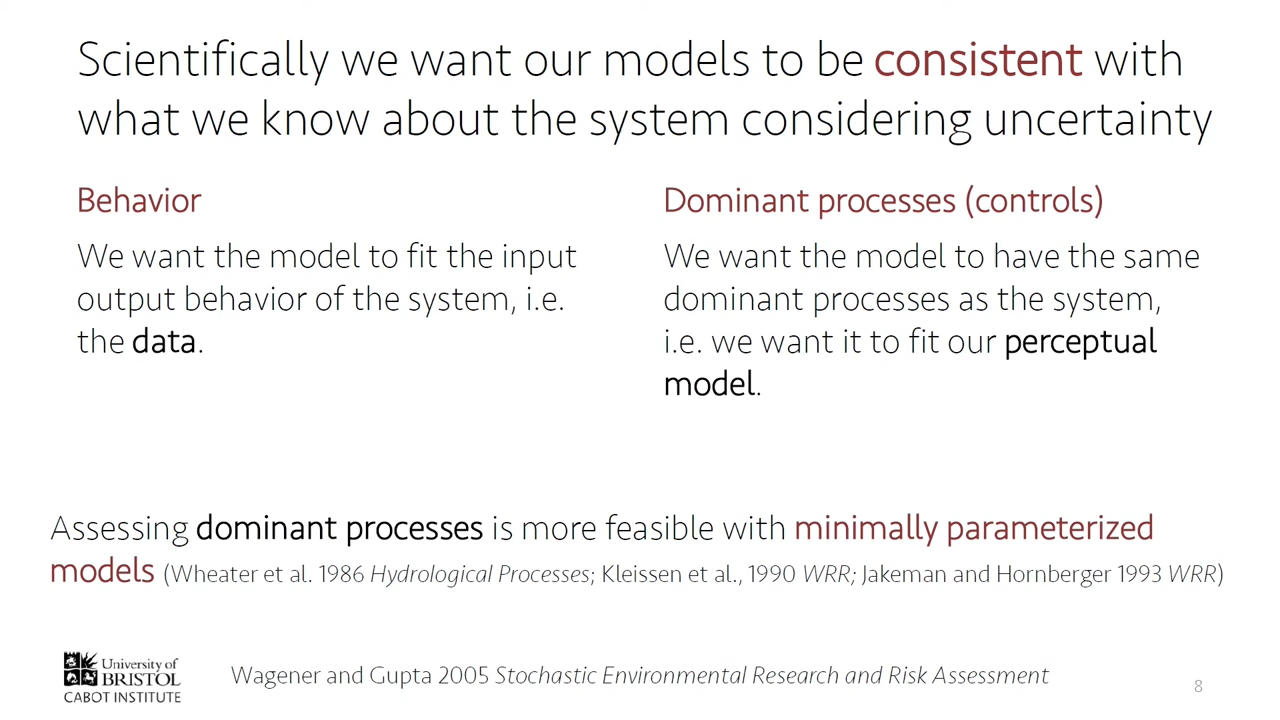 Scientifically we want our models to be consistent with
what we know about the system considering uncertainty
Behavior
We want the model to fit the input
output behavior of the system, i.e.
the data.
Dominant processes (controls)
We want the model to have the same
dominant processes as the system,
i.e. we want it to fit our perceptual
model.
Assessing dominant processes is more feasible with minimally parameterized
models (Wheater et al. 1986 Hydrological Processes; Kleissen et al., 1990 WRR; Jakeman and Hornberger 1993 WRR)
University of
BRISTOL
CABOT INSTITUTE
Wagener and Gupta 2005 Stochastic Environmental Research and Risk Assessment
8